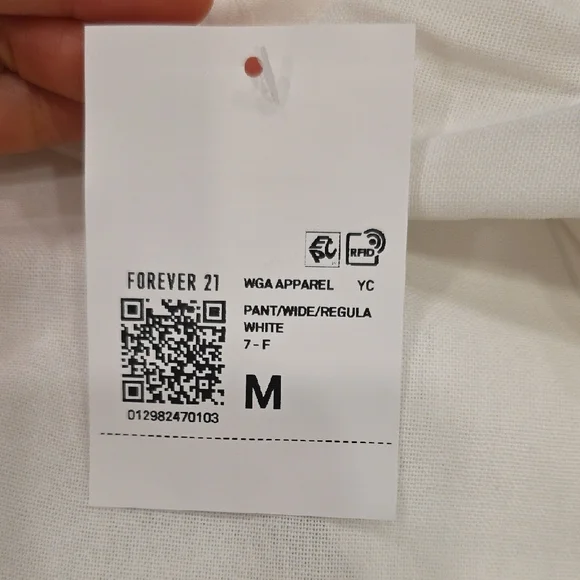 EPC
RFID
FOREVER 21
WGA APPAREL YC
PANT/WIDE/REGULA
WHITE
7-F
M
012982470103